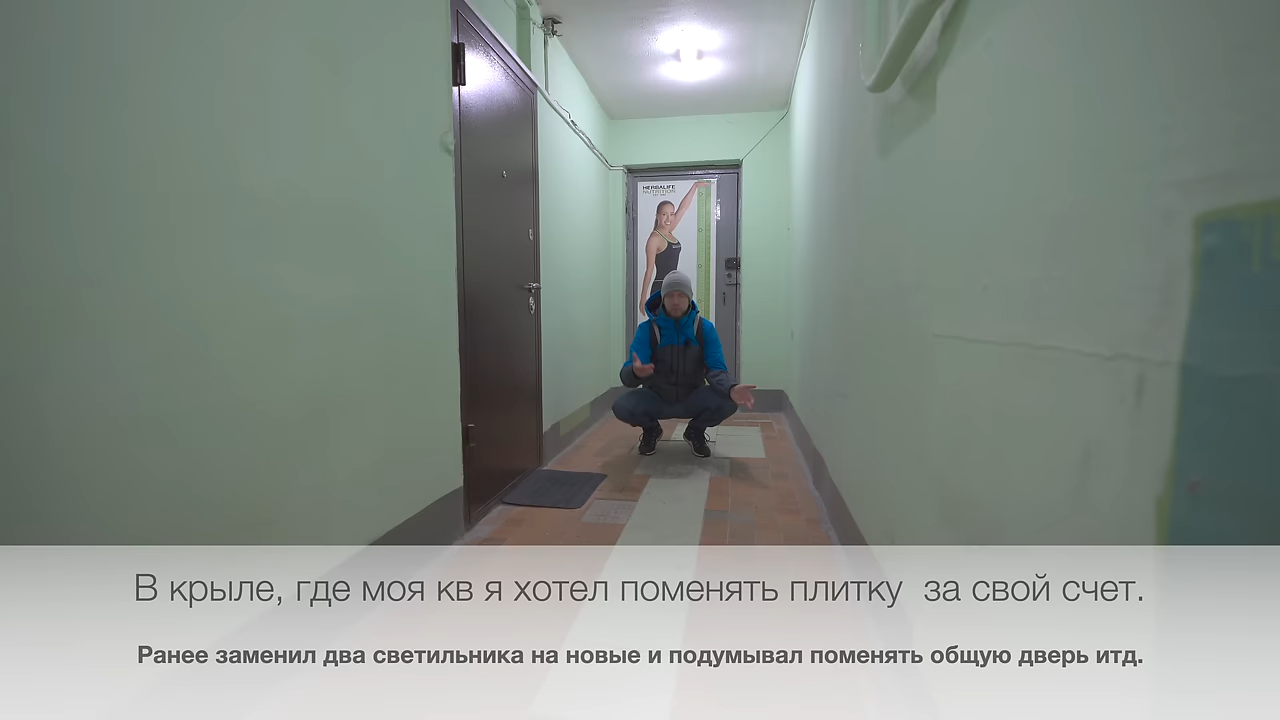 HERBALIFE
NUTRITION
В крыле, где моя кв я хотел поменять плитку за свой счет.
Ранее заменил два светильника на новые и подумывал поменять общую дверь итд.